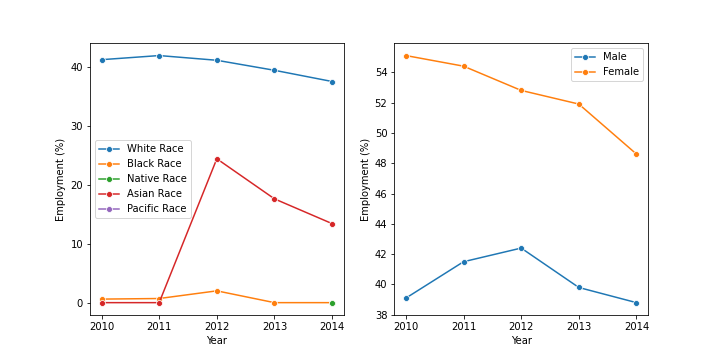 40
30
20
10
0
Employment (%)
White Race
Black Race
Native Race
Asian Race
Pacific Race
2010 2011 2012 2013 2014
Year
54
52
50
48
46
44
42
40
38
Employment (%)
Male
Female
2010 2011 2012 2013 2014
Year